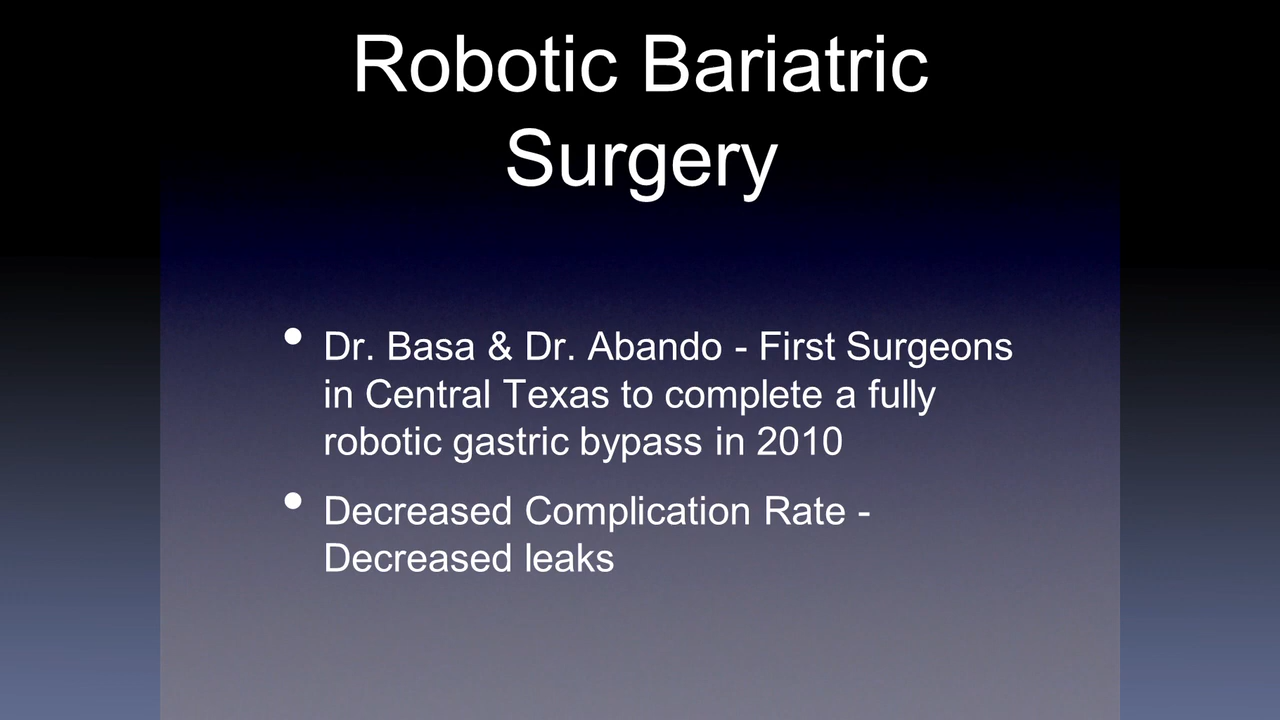 Robotic Bariatric
Surgery
• Dr. Basa & Dr. Abando - First Surgeons
in Central Texas to complete a fully
robotic gastric bypass in 2010
• Decreased Complication Rate -
Decreased leaks